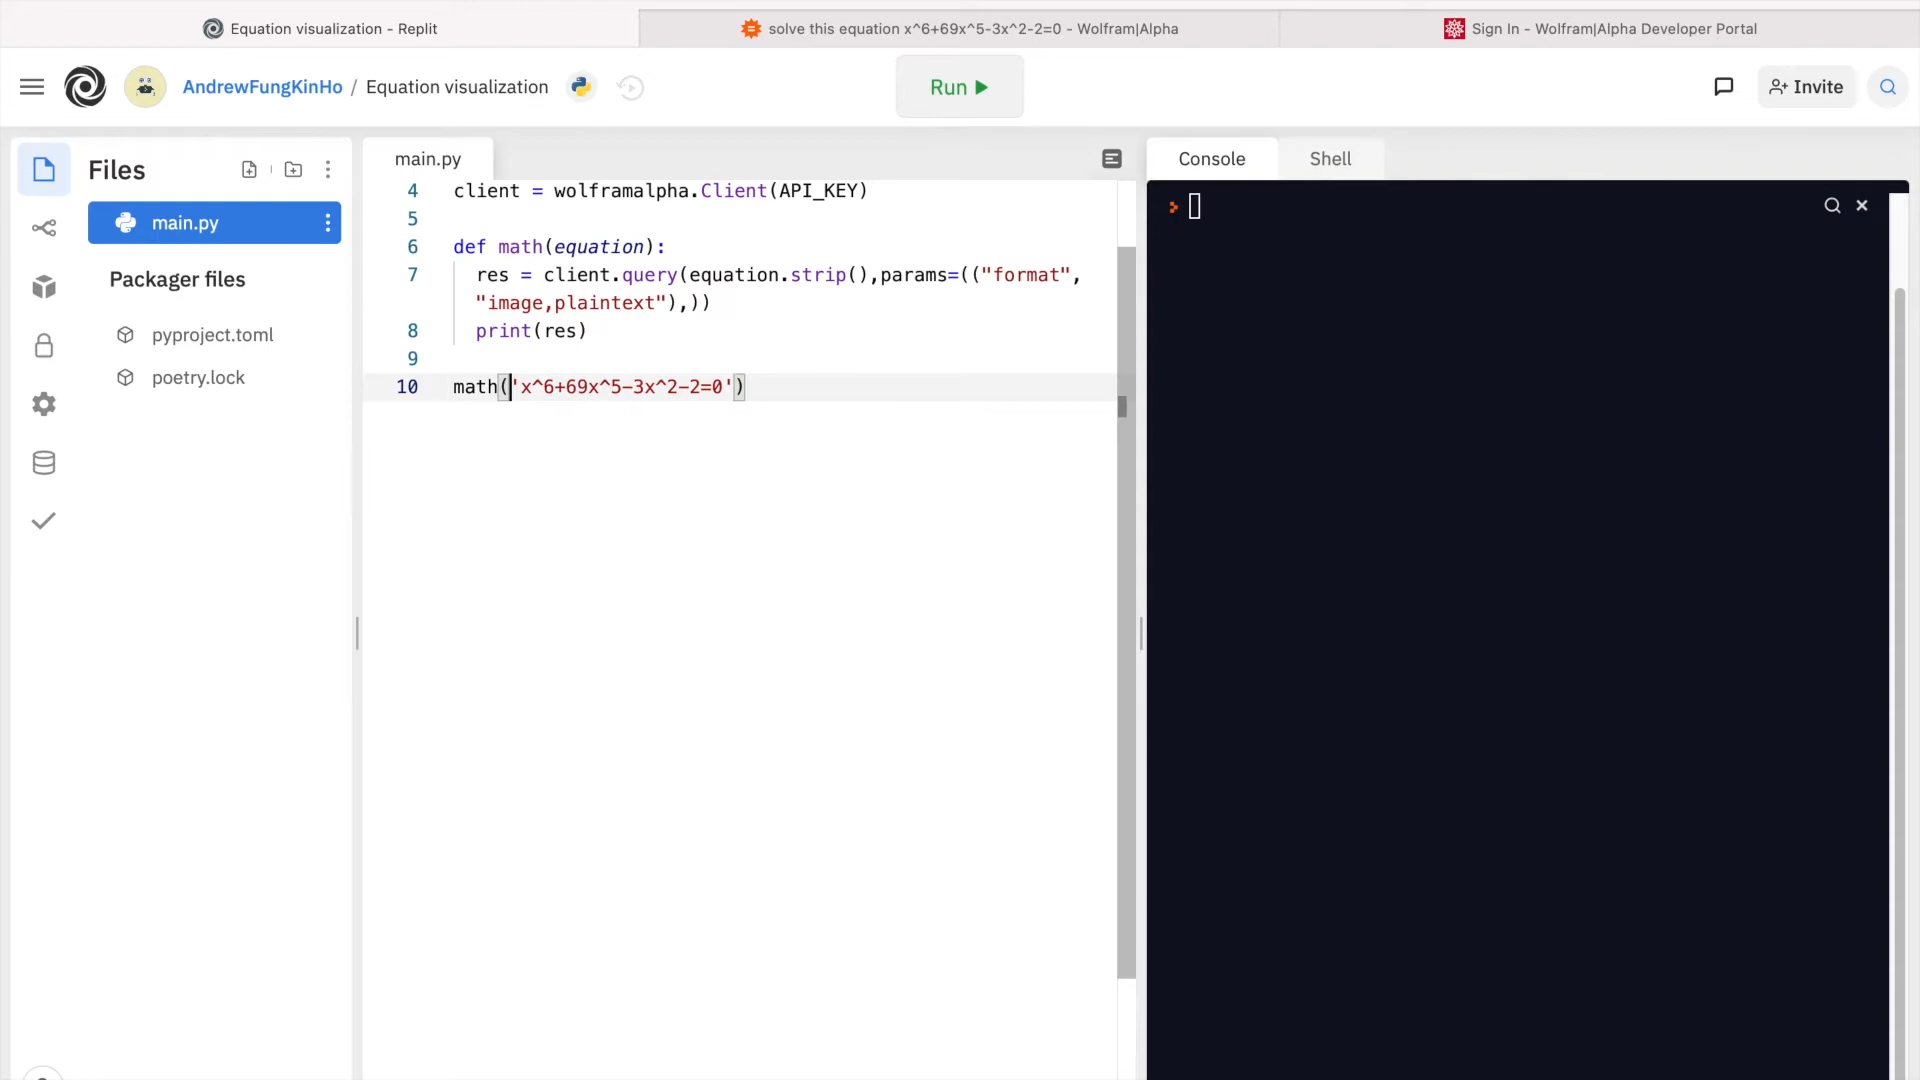 Equation visualization - Replit
solve this equation x^6+69x^5-3x^2-2=0 - Wolfram|Alpha
Sign In - Wolfram|Alpha Developer Portal
AndrewFungKinHo / Equation visualization
Run
Invite
Files
main.py
Packager files
pyproject.toml
poetry.lock
main.py
4 client = wolframalpha.Client(API_KEY)
5
6 def math(equation):
7 res = client.query(equation.strip(),params=(("format",
"image,plaintext"),))
8 print(res)
9
10 math('x^6+69x^5-3x^2-2=0')
Console
Shell